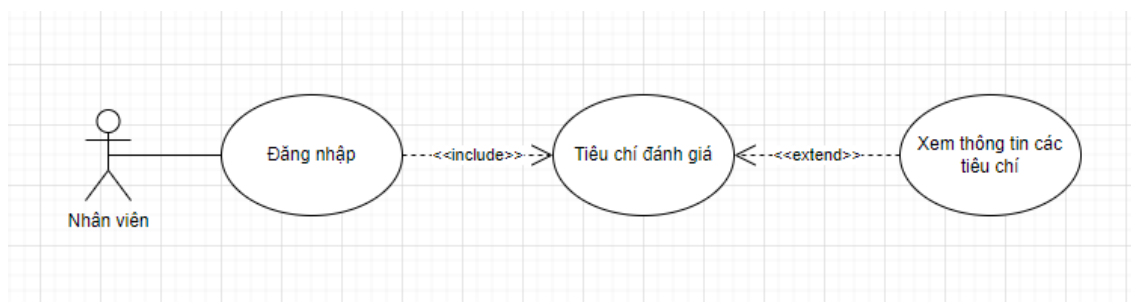 Đăng nhập
<<include>>
Tiêu chí đánh giá
<<extend>>
Xem thông tin các
tiêu chí
Nhân viên